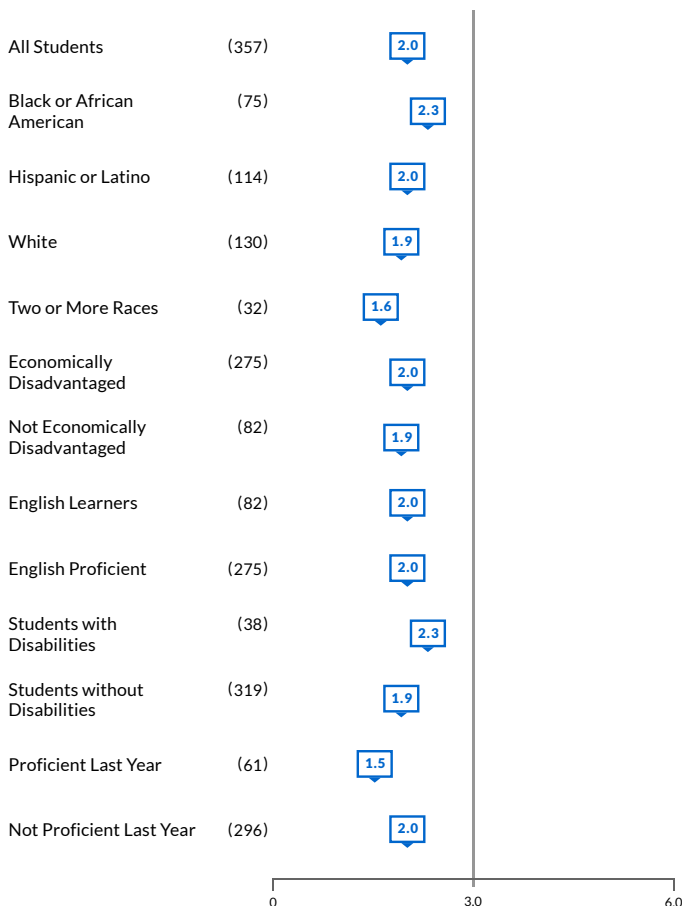 All Students (357) 2.0
Black or African (75)
American 2.3
Hispanic or Latino (114) 2.0
White (130) 1.9
Two or More Races (32) 1.6
Economically (275)
Disadvantaged 2.0
Not Economically (82)
Disadvantaged 1.9
English Learners (82) 2.0
English Proficient (275) 2.0
Students with (38)
Disabilities 2.3
Students without (319)
Disabilities 1.9
Proficient Last Year (61) 1.5
Not Proficient Last Year (296) 2.0
0 3.0 6.0